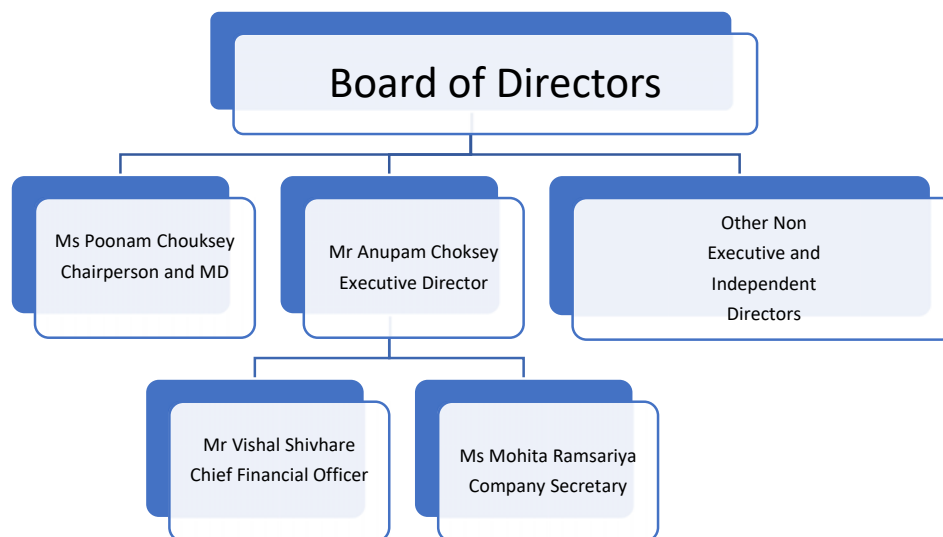 Board of Directors
Ms Poonam Chouksey
Chairperson and MD
Mr Anupam Choksey
Executive Director
Other Non
Executive and
Independent
Directors
Mr Vishal Shivhare
Chief Financial Officer
Ms Mohita Ramsariya
Company Secretary